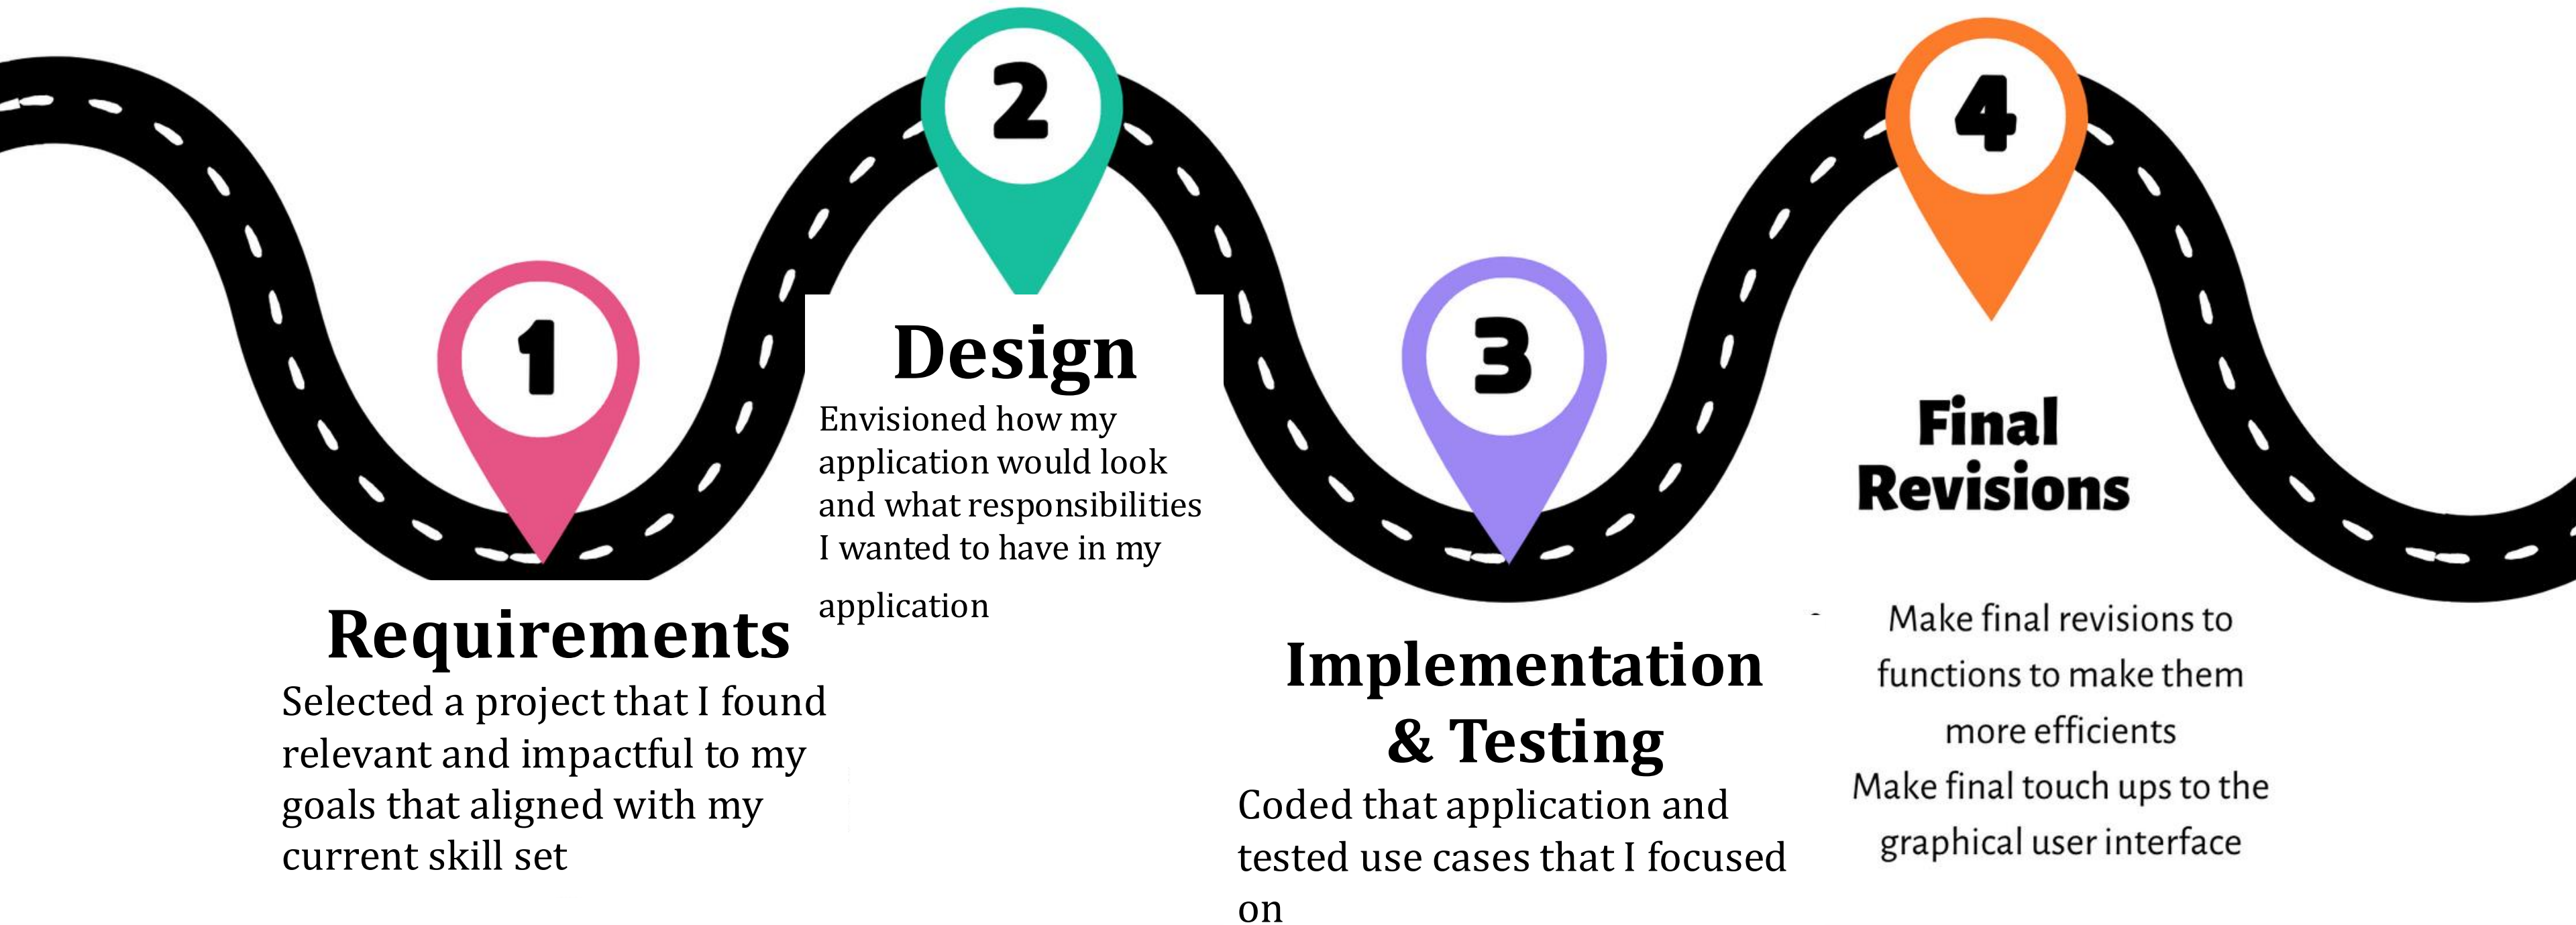 1
Requirements
Selected a project that I found
relevant and impactful to my
goals that aligned with my
current skill set
2
Design
Envisioned how my
application would look
and what responsibilities
I wanted to have in my
application
3
Implementation
& Testing
Coded that application and
tested use cases that I focused
on
4
Final
Revisions
Make final revisions to
functions to make them
more efficients
Make final touch ups to the
graphical user interface